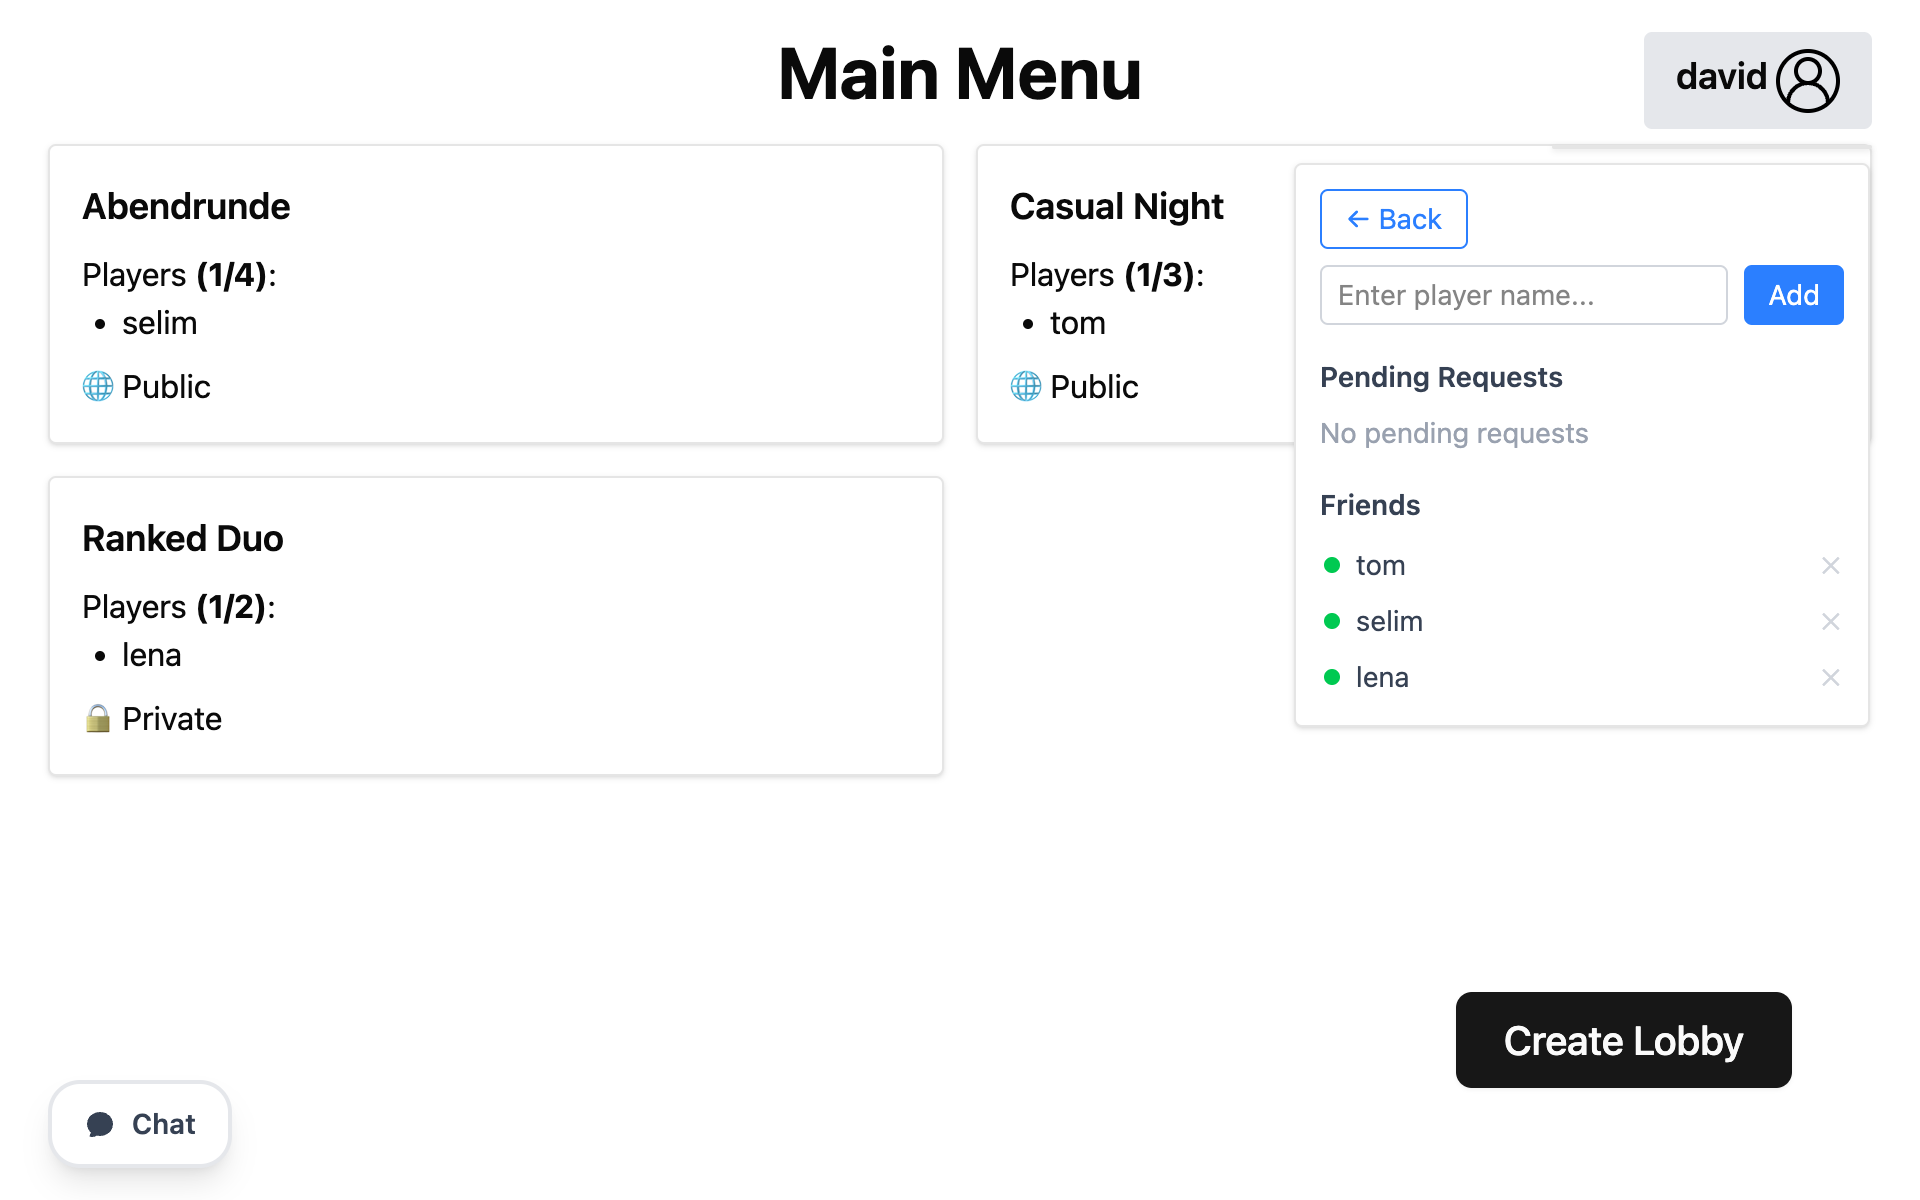 Main Menu
david
Abendrunde
Players (1/4):
• selim
🌐 Public
Casual Night
Players (1/3):
• tom
🌐 Public
Ranked Duo
Players (1/2):
• lena
🔒 Private
← Back
Enter player name...
Add
Pending Requests
No pending requests
Friends
tom
selim
lena
Create Lobby
Chat